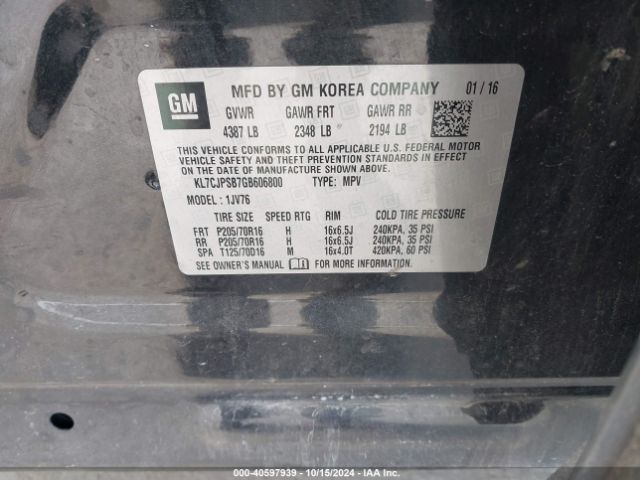 GM
MFD BY GM KOREA COMPANY 01 / 16
GVWR GAWR FRT GAWR RR
4387 LB 2348 LB 2194 LB
THIS VEHICLE CONFORMS TO ALL APPLICABLE U.S. FEDERAL MOTOR
VEHICLE SAFETY AND THEFT PREVENTION STANDARDS IN EFFECT
ON THE DATE OF MANUFACTURE SHOWN ABOVE.
KL7CJPSB7GB606800 TYPE: MPV
MODEL : 1JV76
TIRE SIZE SPEED RTG RIM COLD TIRE PRESSURE
FRT P205/70R16 H 16x6.5J 240KPA, 35 PSI
RR P205/70R16 H 16x6.5J 240KPA, 35 PSI
SPA T125/70D16 M 16x4.0T 420KPA, 60 PSI
SEE OWNER'S MANUAL FOR MORE INFORMATION.
000-40597939 - 10/15/2024 - IAA Inc.